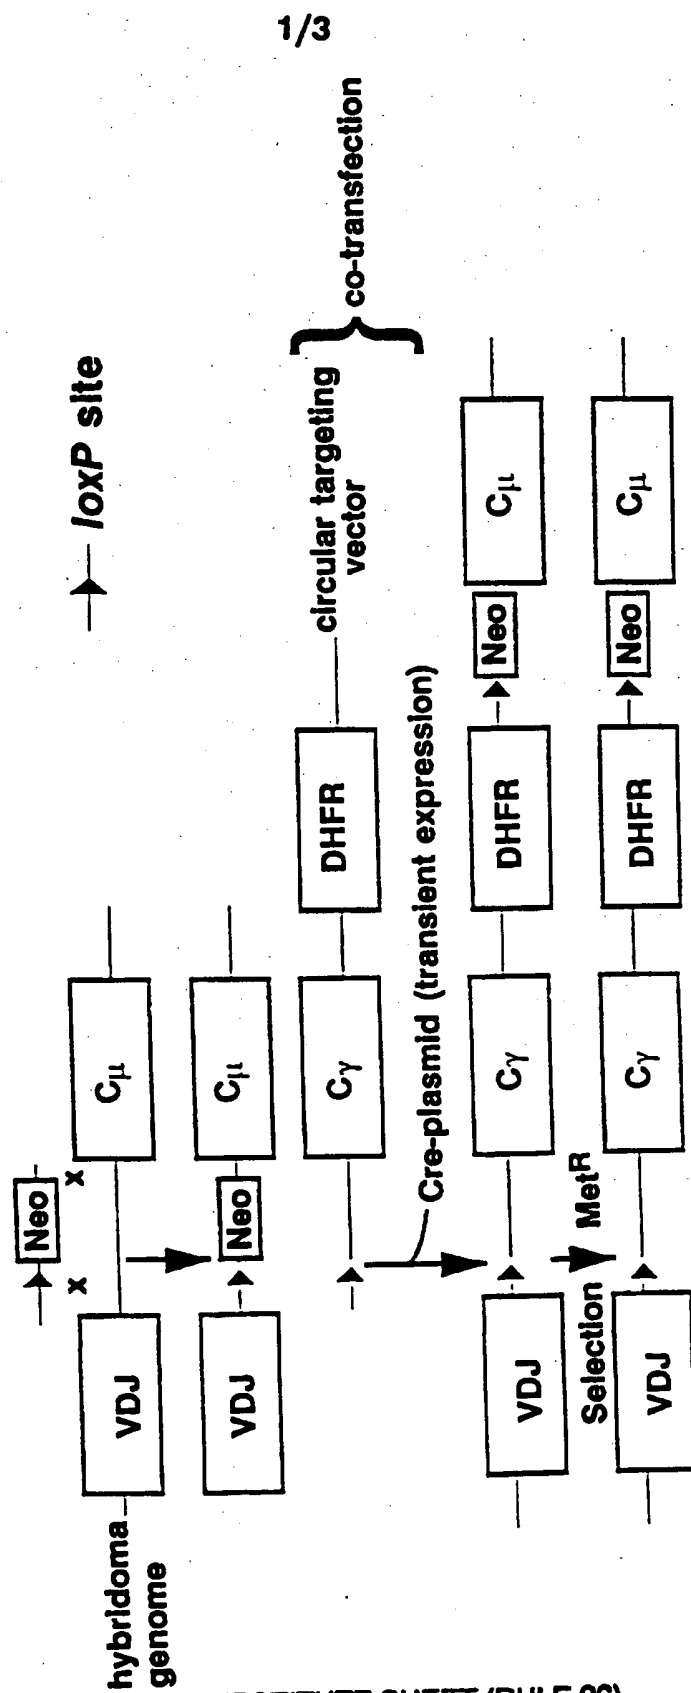 1/3
loxP site
Neo
x x
hybridoma
genome
VDJ Cμ
VDJ Neo Cμ
Cγ DHFR circular targeting
vector
co-transfection
Cre-plasmid (transient expression)
VDJ Cγ DHFR Neo Cμ
Selection MetR
VDJ Cγ DHFR Neo Cμ